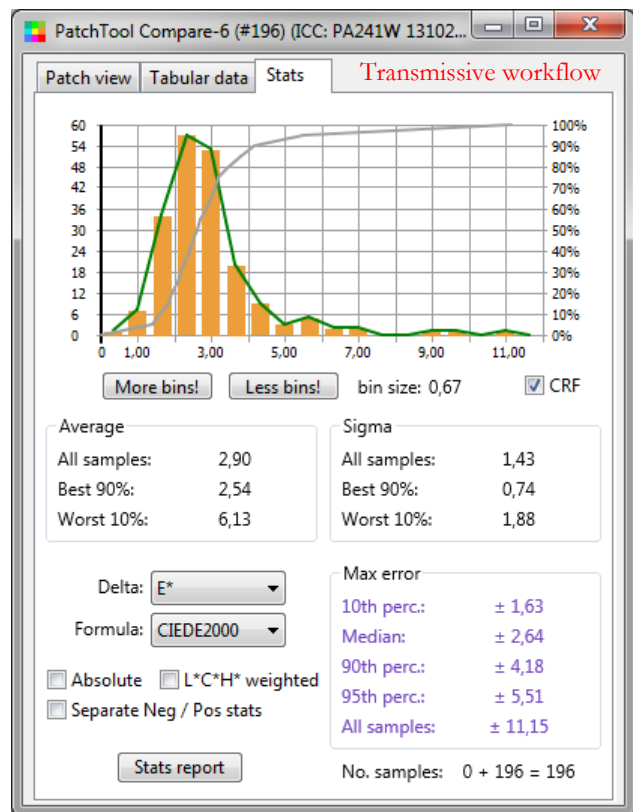 PatchTool Compare-6 (#196) (ICC: PA241W 13102...
Patch view Tabular data Stats Transmissive workflow
60 100%
54 90%
48 80%
42 70%
36 60%
30 50%
24 40%
18 30%
12 20%
6 10%
0 0%
0 1,00 3,00 5,00 7,00 9,00 11,00
More bins! Less bins! bin size: 0,67 CRF
Average Sigma
All samples: 2,90 All samples: 1,43
Best 90%: 2,54 Best 90%: 0,74
Worst 10%: 6,13 Worst 10%: 1,88
Max error
Delta: E*
10th perc.: ± 1,63
Formula: CIEDE2000 Median: ± 2,64
90th perc.: ± 4,18
Absolute L*C*H* weighted
95th perc.: ± 5,51
Separate Neg / Pos stats
All samples: ± 11,15
Stats report No. samples: 0 + 196 = 196